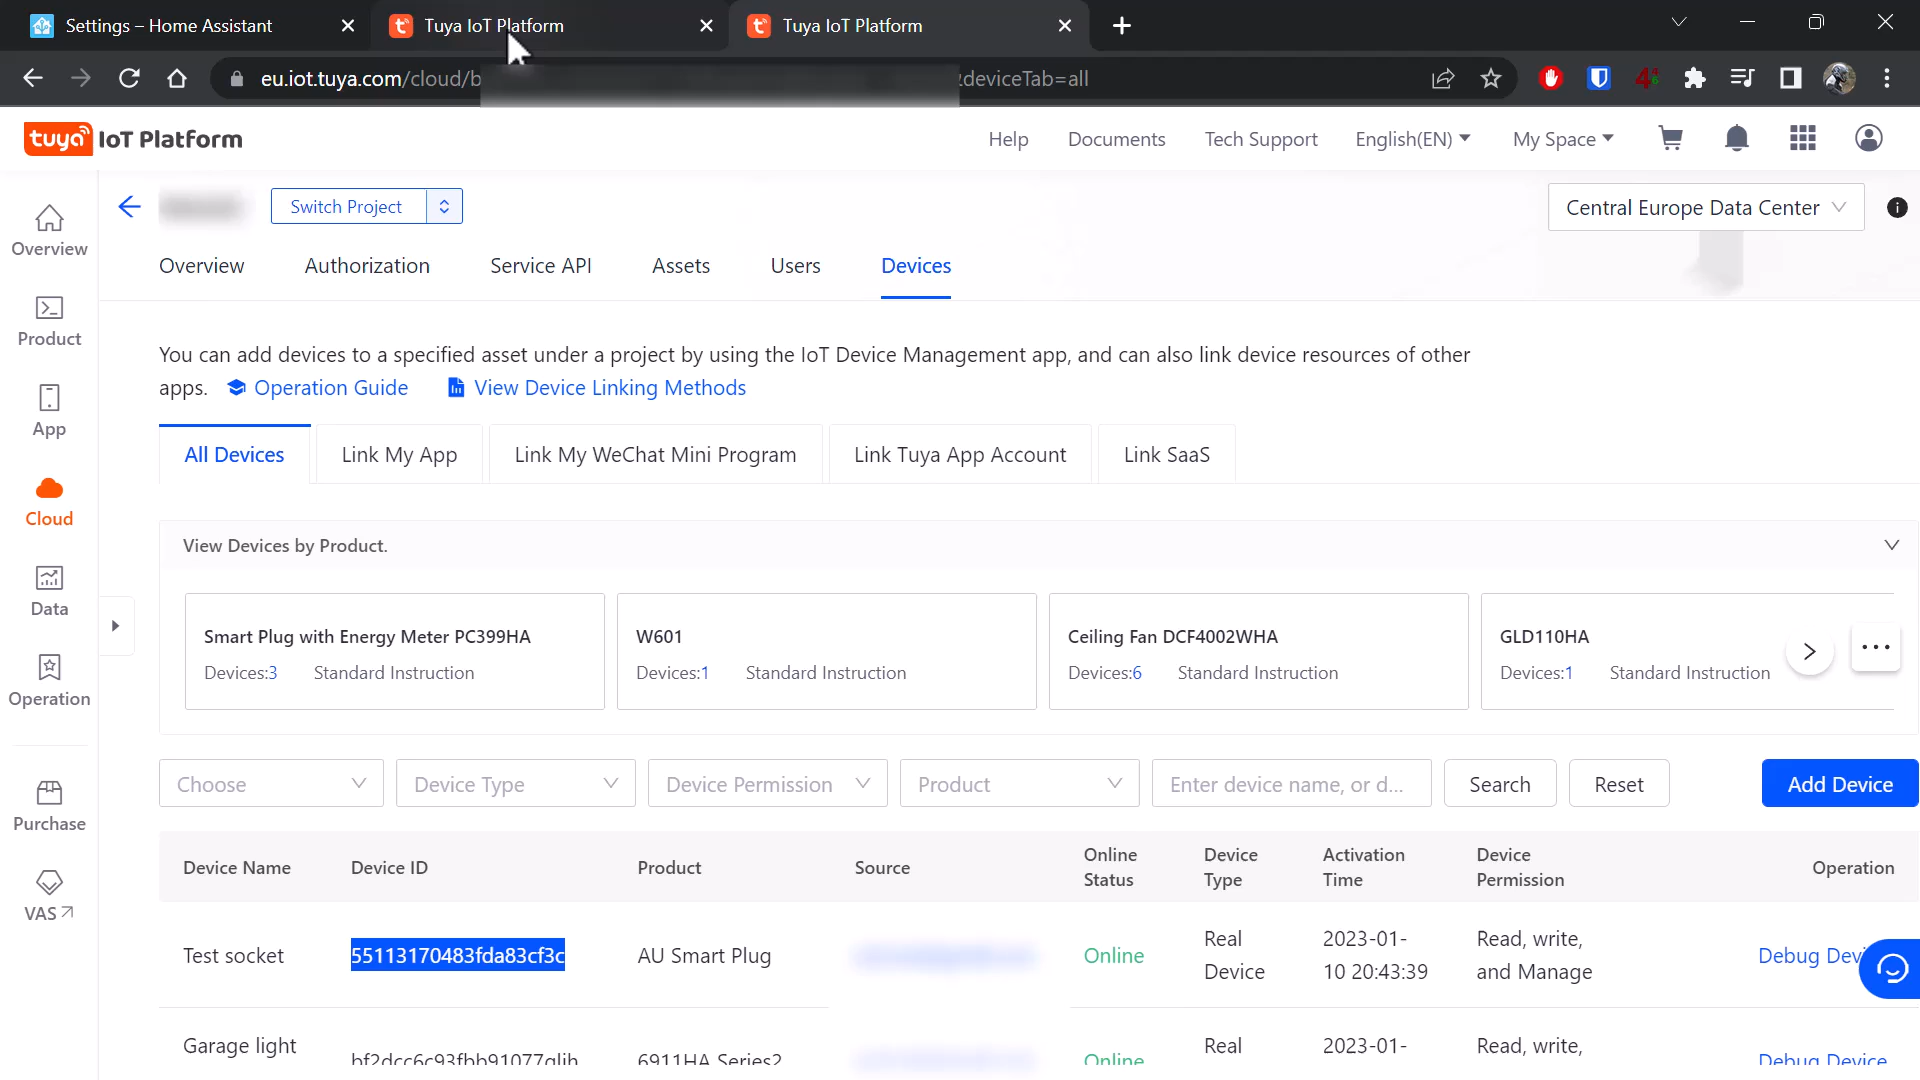 Settings – Home Assistant
Tuya IoT Platform
Tuya IoT Platform
eu.iot.tuya.com/cloud/b
deviceTab=all
tuya IoT Platform
Help
Documents
Tech Support
English(EN)
My Space
Switch Project
Central Europe Data Center
Overview
Product
App
Cloud
Data
Operation
Purchase
VAS
Overview
Authorization
Service API
Assets
Users
Devices
You can add devices to a specified asset under a project by using the IoT Device Management app, and can also link device resources of other
apps. Operation Guide View Device Linking Methods
All Devices
Link My App
Link My WeChat Mini Program
Link Tuya App Account
Link SaaS
View Devices by Product.
Smart Plug with Energy Meter PC399HA
Devices:3 Standard Instruction
W601
Devices:1 Standard Instruction
Ceiling Fan DCF4002WHA
Devices:6 Standard Instruction
GLD110HA
Devices:1 Standard Instruction
Choose
Device Type
Device Permission
Product
Enter device name, or d...
Search
Reset
Add Device
Device Name
Device ID
Product
Source
Online
Status
Device
Type
Activation
Time
Device
Permission
Operation
Test socket
55113170483fda83cf3c
AU Smart Plug
Online
Real
Device
2023-01-
10 20:43:39
Read, write,
and Manage
Debug Dev
Garage light
bf2dcc6c93fbb91077qlih
6911HA Series2
Online
Real
2023-01-
Read, write,
Debug Device